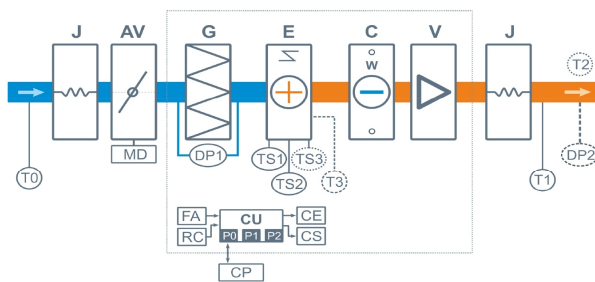 J AV G E C V J
W
T2
MD
DP1
TS1
TS3
DP2
T0
TS2
T3
T1
FA
CU
CE
RC
P0 P1 P2
CS
CP